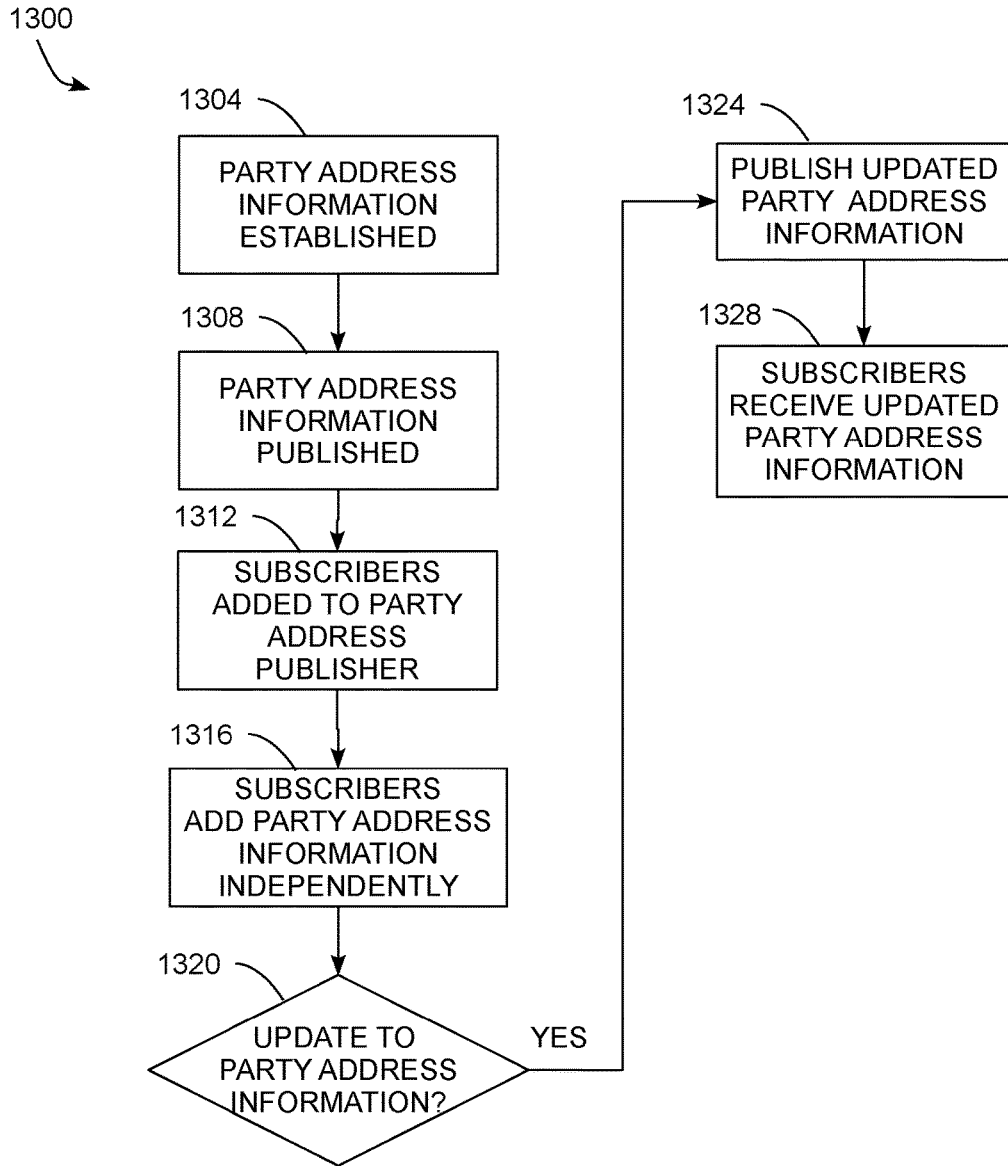 1300
1304
PARTY ADDRESS
INFORMATION
ESTABLISHED
1308
PARTY ADDRESS
INFORMATION
PUBLISHED
1312
SUBSCRIBERS
ADDED TO PARTY
ADDRESS
PUBLISHER
1316
SUBSCRIBERS
ADD PARTY ADDRESS
INFORMATION
INDEPENDENTLY
1320
UPDATE TO
PARTY ADDRESS
INFORMATION?
YES
1324
PUBLISH UPDATED
PARTY ADDRESS
INFORMATION
1328
SUBSCRIBERS
RECEIVE UPDATED
PARTY ADDRESS
INFORMATION